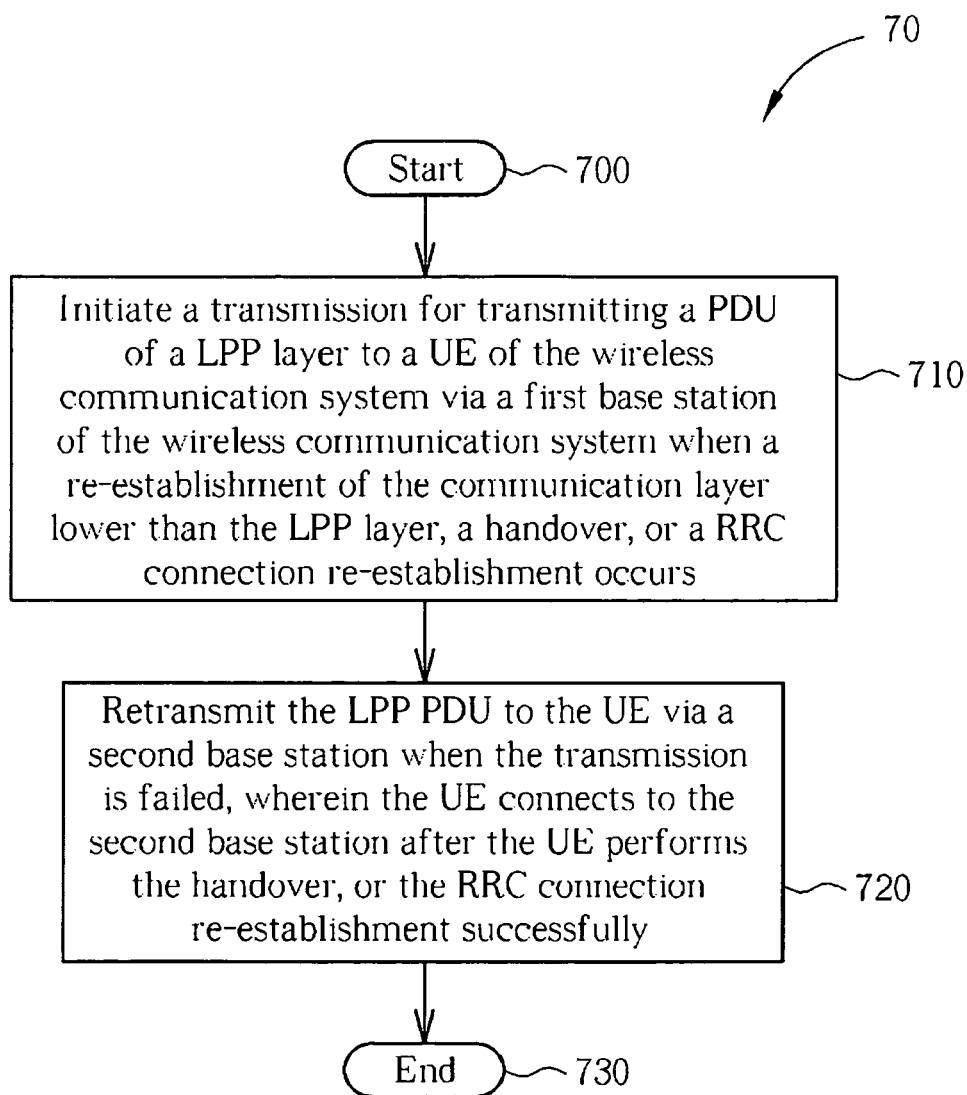 70
Start
700
Initiate a transmission for transmitting a PDU
of a LPP layer to a UE of the wireless
communication system via a first base station
of the wireless communication system when a
re-establishment of the communication layer
lower than the LPP layer, a handover, or a RRC
connection re-establishment occurs
710
Retransmit the LPP PDU to the UE via a
second base station when the transmission
is failed, wherein the UE connects to the
second base station after the UE performs
the handover, or the RRC connection
re-establishment successfully
720
End
730